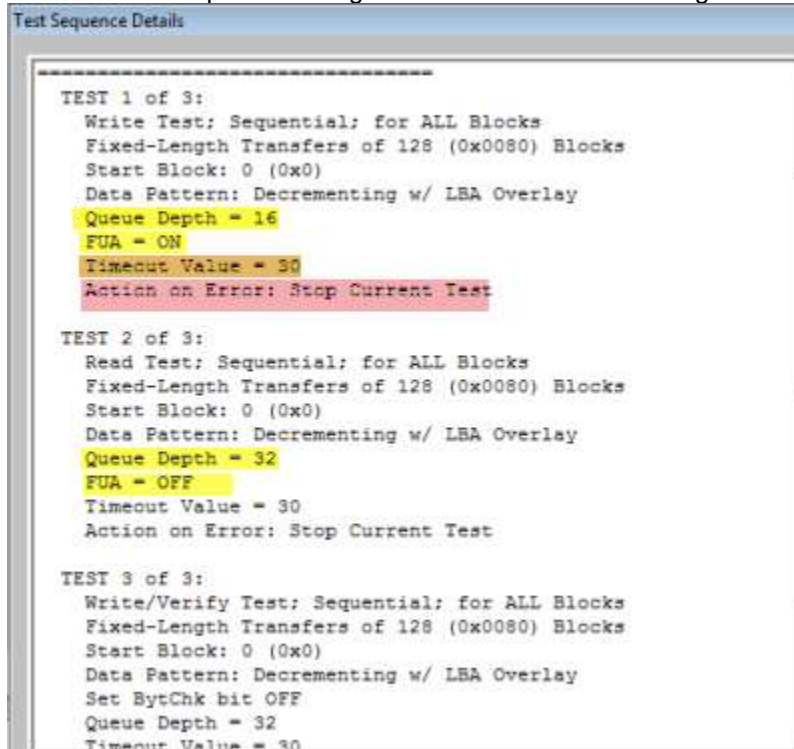 Test Sequence Details
==================================
TEST 1 of 3:
Write Test; Sequential; for ALL Blocks
Fixed-Length Transfers of 128 (0x0080) Blocks
Start Block: 0 (0x0)
Data Pattern: Decrementing w/ LBA Overlay
Queue Depth = 16
FUA = ON
Timeout Value = 30
Action on Error: Stop Current Test
TEST 2 of 3:
Read Test; Sequential; for ALL Blocks
Fixed-Length Transfers of 128 (0x0080) Blocks
Start Block: 0 (0x0)
Data Pattern: Decrementing w/ LBA Overlay
Queue Depth = 32
FUA = OFF
Timeout Value = 30
Action on Error: Stop Current Test
TEST 3 of 3:
Write/Verify Test; Sequential; for ALL Blocks
Fixed-Length Transfers of 128 (0x0080) Blocks
Start Block: 0 (0x0)
Data Pattern: Decrementing w/ LBA Overlay
Set BytChk bit OFF
Queue Depth = 32
Timeout Value = 30